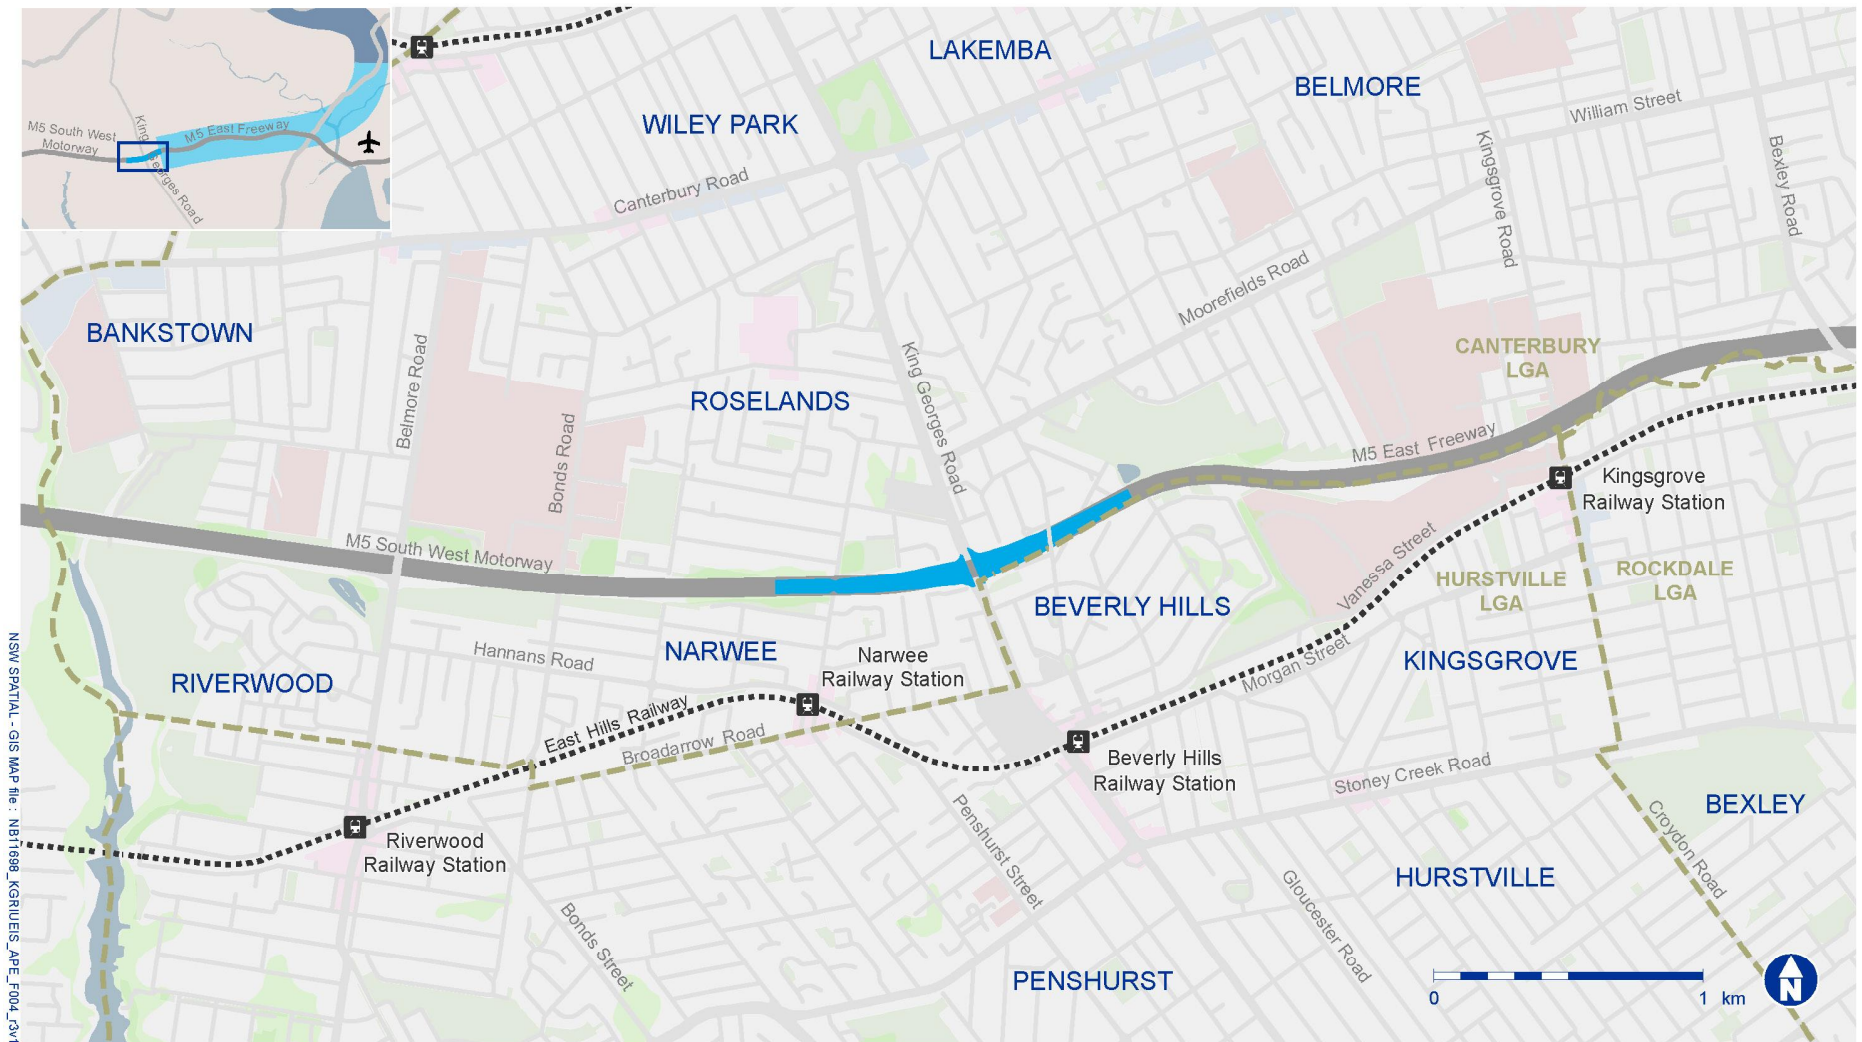 M5 South West
Motorway
King Georges Road
M5 East Freeway
LAKEMBA
BELMORE
WILEY PARK
William Street
Kingsgrove Road
Bexley Road
Canterbury Road
Moorefields Road
BANKSTOWN
Belmore Road
ROSELANDS
King Georges Road
CANTERBURY
LGA
Bonds Road
M5 East Freeway
Kingsgrove
Railway Station
M5 South West Motorway
Vanessa Street
HURSTVILLE
LGA
ROCKDALE
LGA
BEVERLY HILLS
NARWEE
Hannans Road
Narwee
Railway Station
Morgan Street
KINGSGROVE
RIVERWOOD
East Hills Railway
Broadarrow Road
Beverly Hills
Railway Station
Stoney Creek Road
BEXLEY
Croydon Road
Riverwood
Railway Station
Penshurst Street
HURSTVILLE
Gloucester Road
Bonds Street
PENSHURST
0
1 km
N
NSW SPATIAL - GIS MAP file : NB11698_KGRIUEIS_APE_F004_r3v1